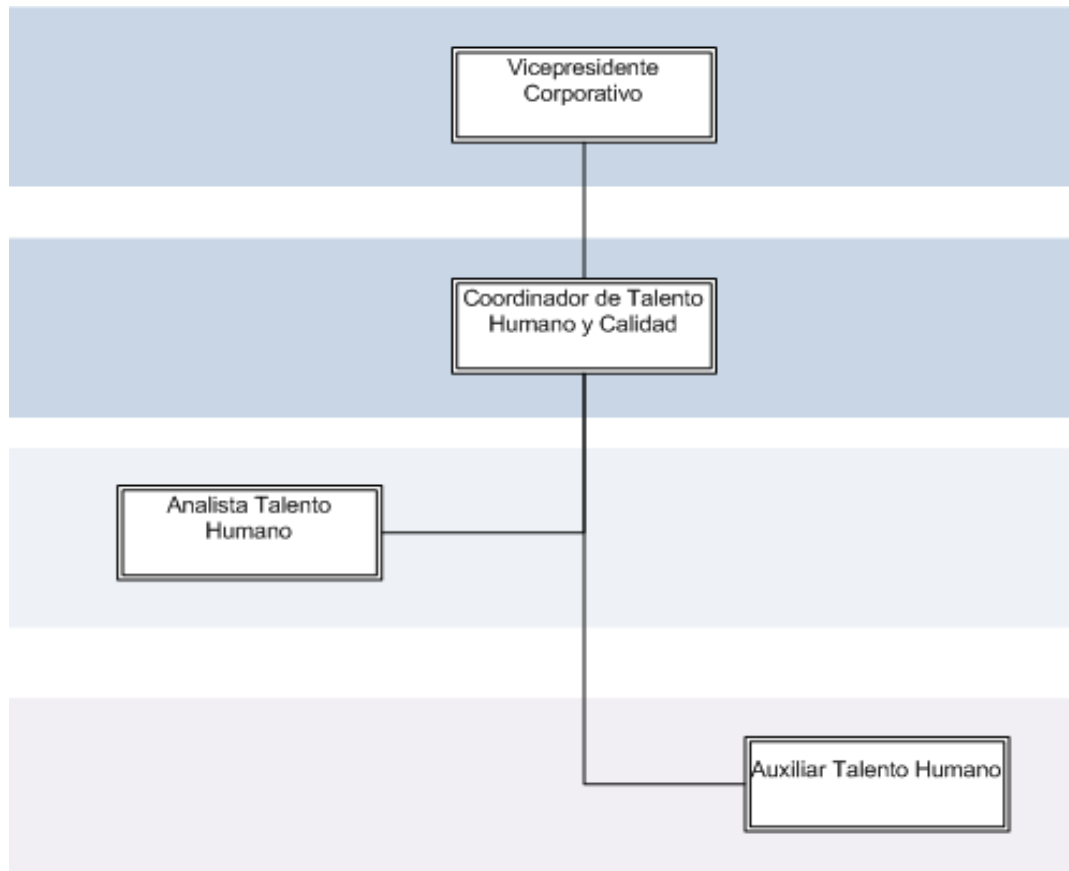 Vicepresidente
Corporativo
Coordinador de Talento
Humano y Calidad
Analista Talento
Humano
Auxiliar Talento Humano